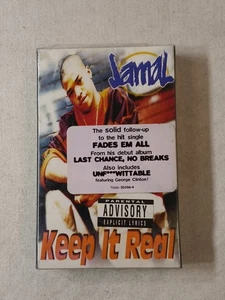 Jamal
The solid follow-up
to the hit single
FADES EM ALL
From his debut album
LAST CHANCE, NO BREAKS
Also includes
UNF***WITTABLE
featuring George Clinton!
PARENTAL
ADVISORY
EXPLICIT LYRICS
Keep It Real